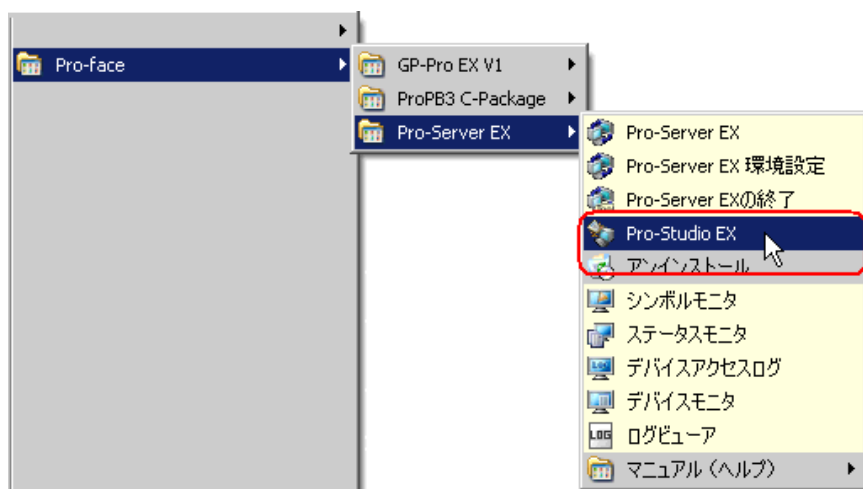 Pro-face
GP-Pro EX V1
ProPB3 C-Package
Pro-Server EX
Pro-Server EX
Pro-Server EX 環境設定
Pro-Server EXの終了
Pro-Studio EX
アンインストール
シンボルモニタ
ステータスモニタ
デバイスアクセスログ
デバイスモニタ
LOG ログビューア
マニュアル(ヘルプ)